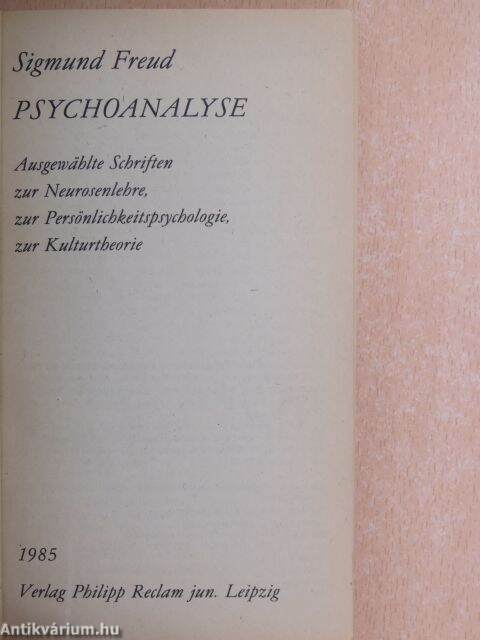 Sigmund Freud
PSYCHOANALYSE
Ausgewählte Schriften
zur Neurosenlehre,
zur Persönlichkeitspsychologie,
zur Kulturtheorie
1985
Verlag Philipp Reclam jun. Leipzig
Antikvárium.hu